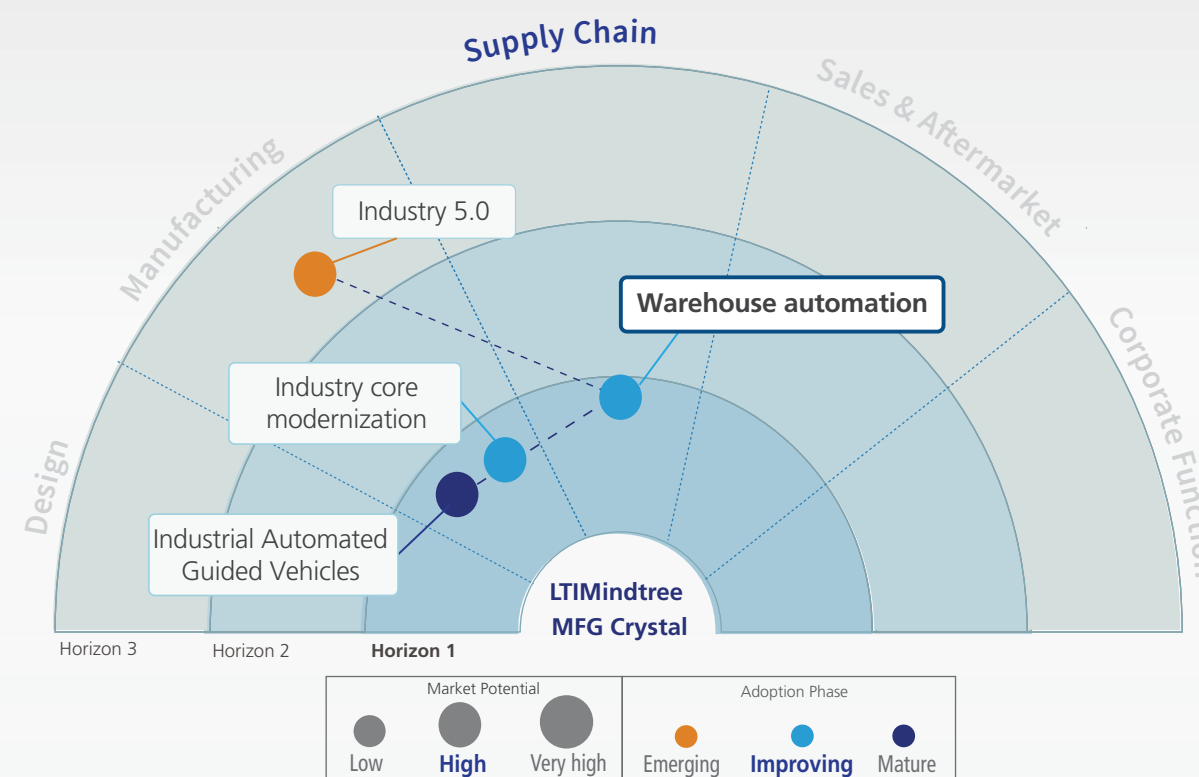 Supply Chain
Sales & Aftermarket
Manufacturing
Industry 5.0
Warehouse automation
Corporate Function
Industry core
modernization
Design
Industrial Automated
Guided Vehicles
LTIMindtree
MFG Crystal
Horizon 3
Horizon 2
Horizon 1
Market Potential
Low
High
Very high
Adoption Phase
Emerging
Improving
Mature